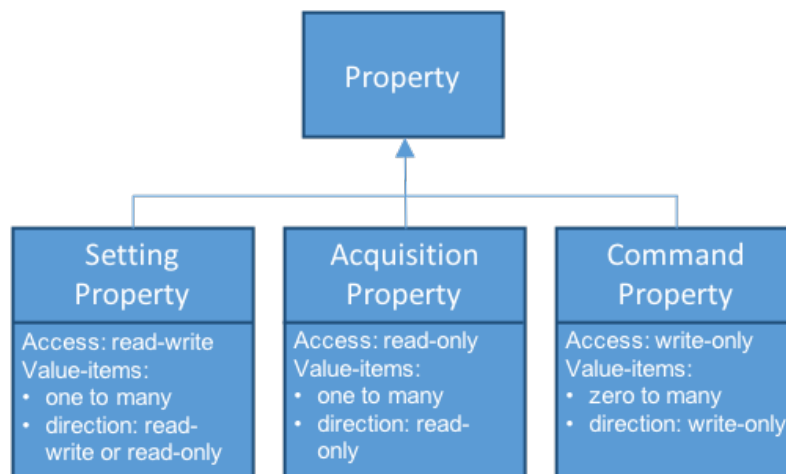 Property
Setting
Property
Access: read-write
Value-items:
• one to many
• direction: read-
write or read-only
Acquisition
Property
Access: read-only
Value-items:
• one to many
• direction: read-
only
Command
Property
Access: write-only
Value-items:
• zero to many
• direction: write-only